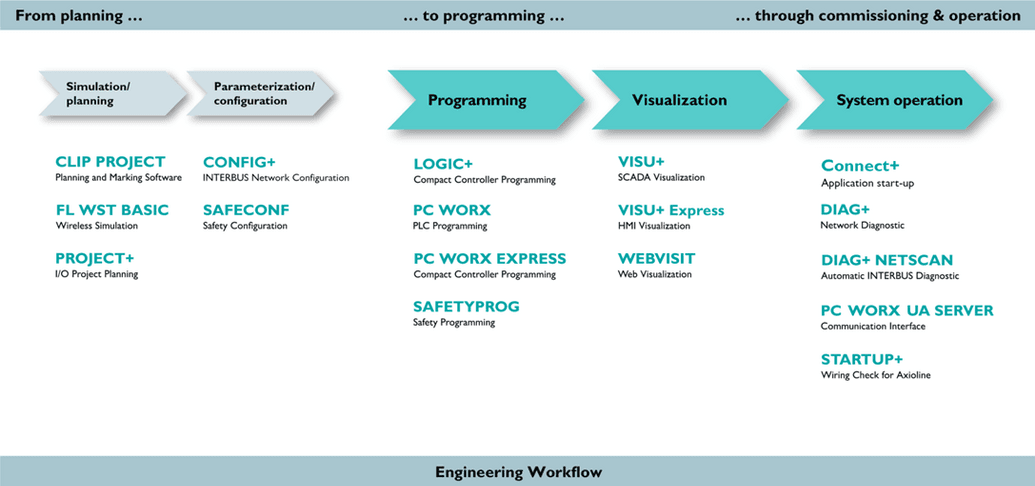 From planning …
… to programming …
… through commissioning & operation
Simulation/
planning
Parameterization/
configuration
Programming
Visualization
System operation
CLIP PROJECT
Planning and Marking Software
FL WST BASIC
Wireless Simulation
PROJECT+
I/O Project Planning
CONFIG+
INTERBUS Network Configuration
SAFECONF
Safety Configuration
LOGIC+
Compact Controller Programming
PC WORX
PLC Programming
PC WORX EXPRESS
Compact Controller Programming
SAFETYPROG
Safety Programming
VISU+
SCADA Visualization
VISU+ Express
HMI Visualization
WEBVISIT
Web Visualization
Connect+
Application start-up
DIAG+
Network Diagnostic
DIAG+ NETSCAN
Automatic INTERBUS Diagnostic
PC WORX UA SERVER
Communication Interface
STARTUP+
Wiring Check for Axioline
Engineering Workflow